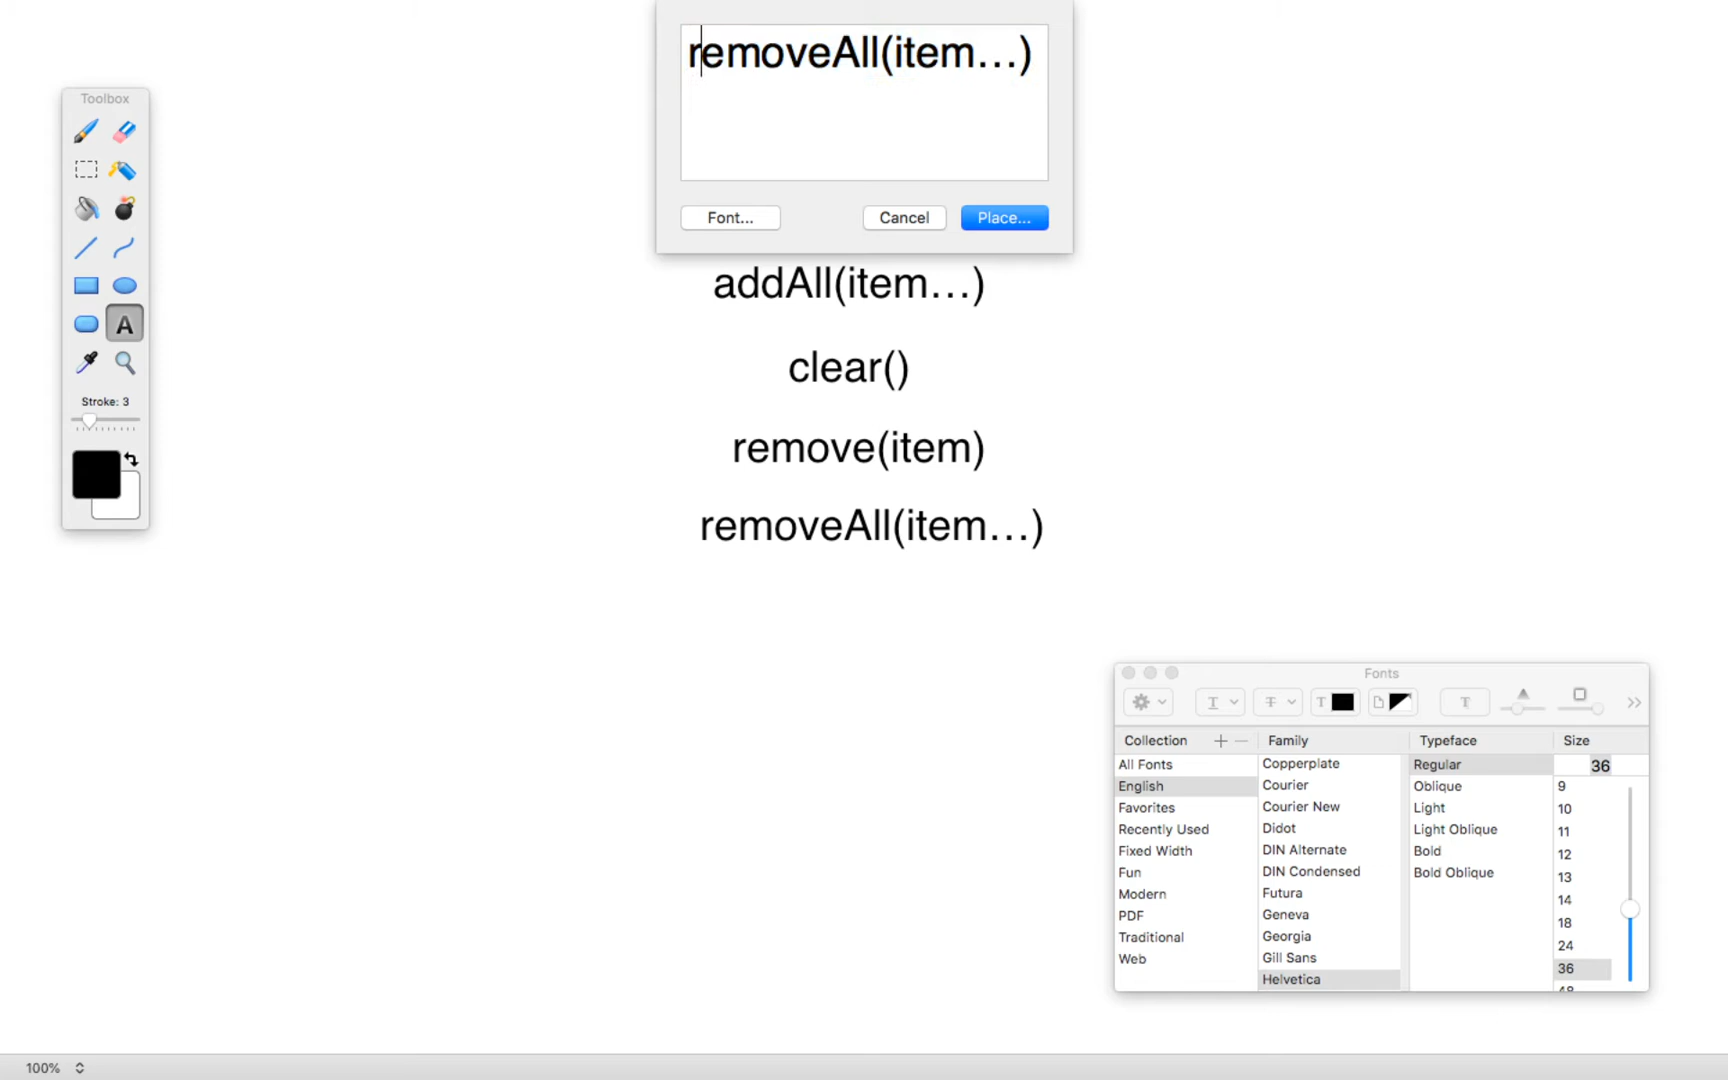 removeAll(item…)
Toolbox
Font...
Cancel
Place...
addAll(item…)
clear()
remove(item)
removeAll(item…)
A
Stroke: 3
Fonts
T
T
T
T
Collection
Family
Typeface
Size
All Fonts
English
Favorites
Recently Used
Fixed Width
Fun
Modern
PDF
Traditional
Web
Copperplate
Courier
Courier New
Didot
DIN Alternate
DIN Condensed
Futura
Geneva
Georgia
Gill Sans
Helvetica
Regular
Oblique
Light
Light Oblique
Bold
Bold Oblique
36
9
10
11
12
13
14
18
24
36
48
100%